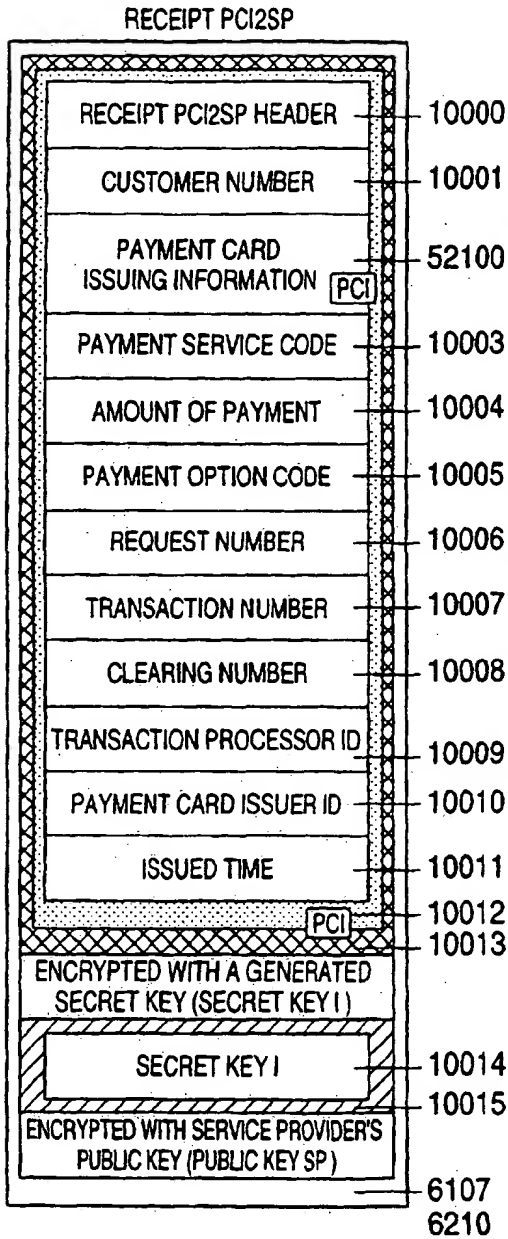 RECEIPT PCI2SP
RECEIPT PCI2SP HEADER 10000
CUSTOMER NUMBER 10001
PAYMENT CARD
ISSUING INFORMATION 52100
PCI
PAYMENT SERVICE CODE 10003
AMOUNT OF PAYMENT 10004
PAYMENT OPTION CODE 10005
REQUEST NUMBER 10006
TRANSACTION NUMBER 10007
CLEARING NUMBER 10008
TRANSACTION PROCESSOR ID 10009
PAYMENT CARD ISSUER ID 10010
ISSUED TIME 10011
PCI 10012
10013
ENCRYPTED WITH A GENERATED
SECRET KEY (SECRET KEY I)
SECRET KEY I 10014
10015
ENCRYPTED WITH SERVICE PROVIDER'S
PUBLIC KEY (PUBLIC KEY SP)
6107
6210